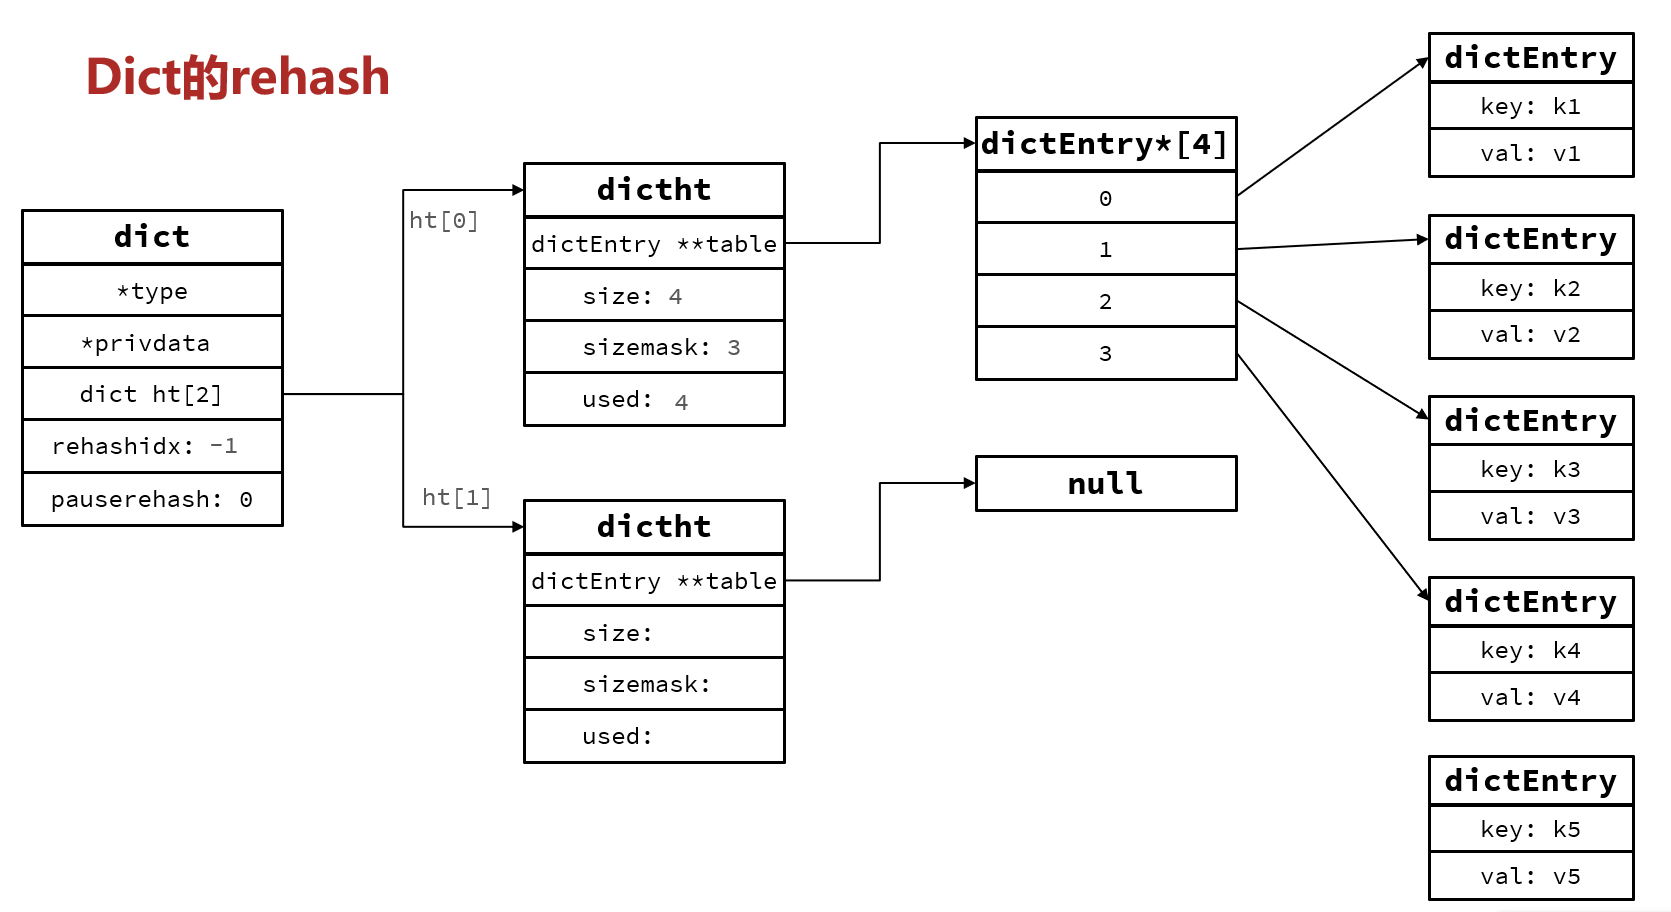 Dict的rehash
dict
*type
*privdata
dict ht[2]
rehashidx: -1
pauserehash: 0
ht[0]
ht[1]
dictht
dictEntry **table
size: 4
sizemask: 3
used: 4
dictht
dictEntry **table
size:
sizemask:
used:
dictEntry*[4]
0
1
2
3
null
dictEntry
key: k1
val: v1
dictEntry
key: k2
val: v2
dictEntry
key: k3
val: v3
dictEntry
key: k4
val: v4
dictEntry
key: k5
val: v5